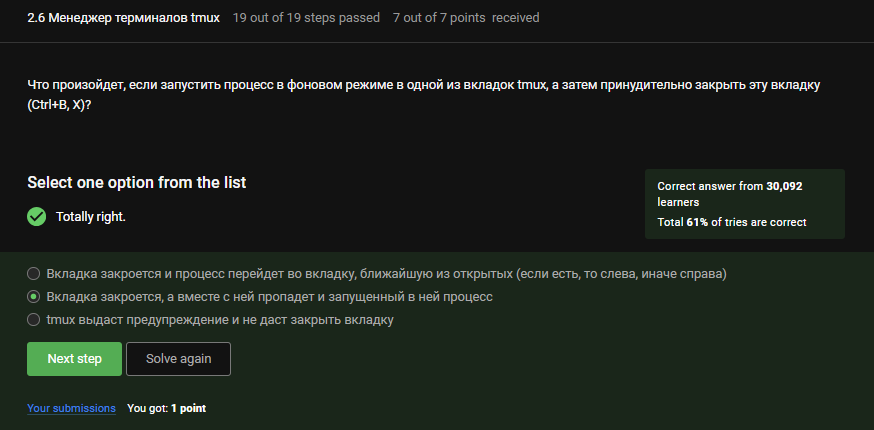 2.6 Менеджер терминалов tmux 19 out of 19 steps passed 7 out of 7 points received
Что произойдет, если запустить процесс в фоновом режиме в одной из вкладок tmux, а затем принудительно закрыть эту вкладку
(Ctrl+B, X)?
Select one option from the list
Totally right.
Correct answer from 30,092
learners
Total 61% of tries are correct
Вкладка закроется и процесс перейдет во вкладку, ближайшую из открытых (если есть, то слева, иначе справа)
Вкладка закроется, а вместе с ней пропадет и запущенный в ней процесс
tmux выдаст предупреждение и не даст закрыть вкладку
Next step Solve again
Your submissions You got: 1 point